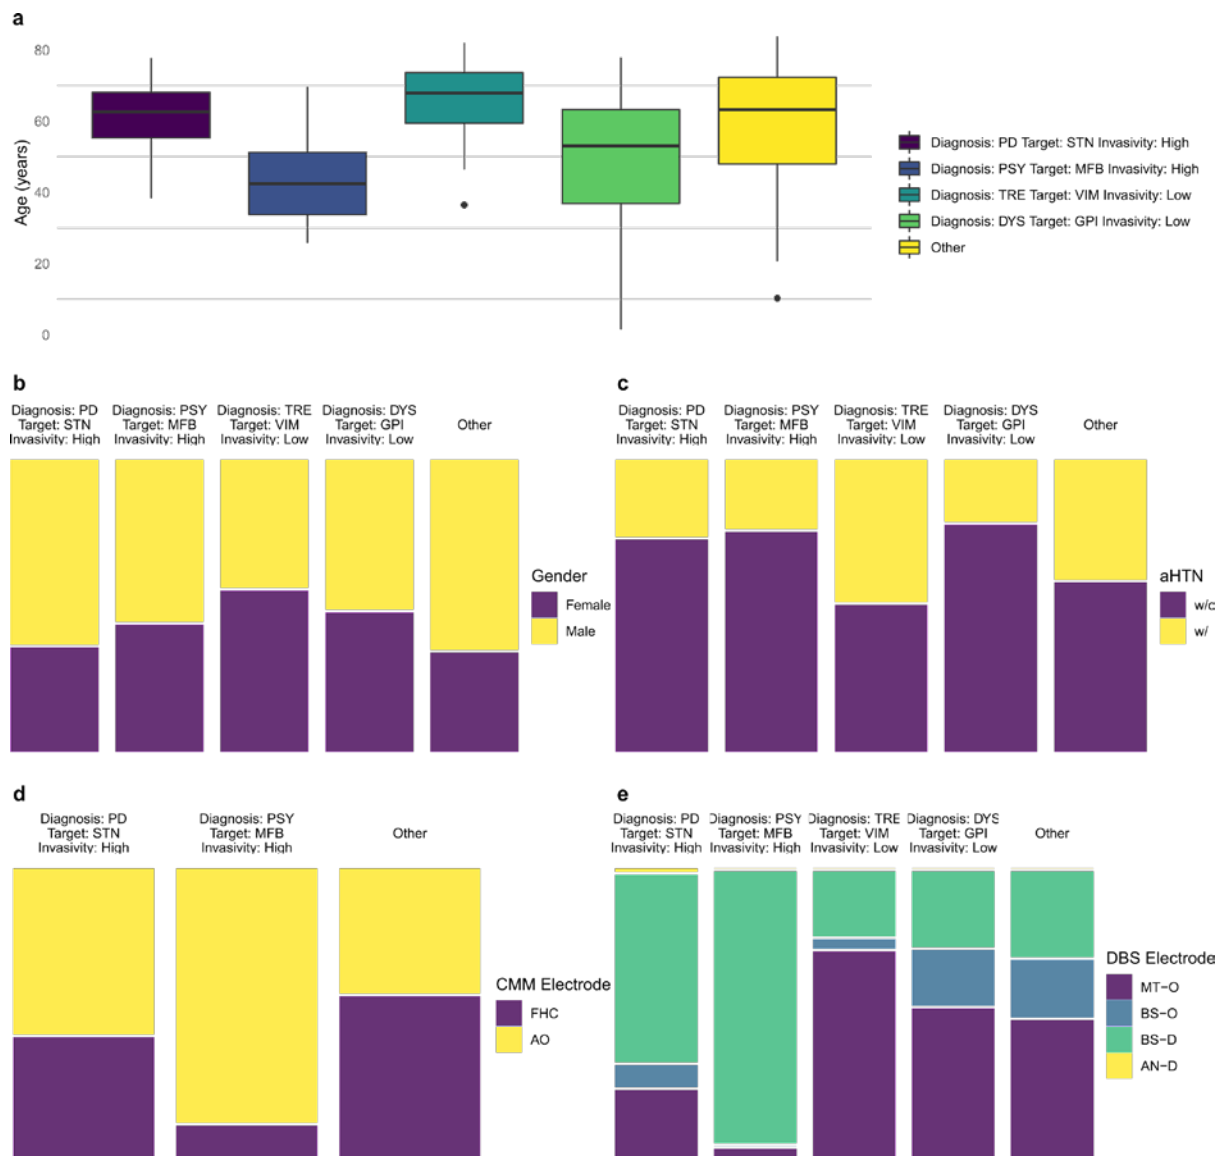 a
80
60
40
20
0
Age (years)
Diagnosis: PD Target: STN Invasivity: High
Diagnosis: PSY Target: MFB Invasivity: High
Diagnosis: TRE Target: VIM Invasivity: Low
Diagnosis: DYS Target: GPI Invasivity: Low
Other
b
Diagnosis: PD
Target: STN
Invasivity: High
Diagnosis: PSY
Target: MFB
Invasivity: High
Diagnosis: TRE
Target: VIM
Invasivity: Low
Diagnosis: DYS
Target: GPI
Invasivity: Low
Other
Gender
Female
Male
c
Diagnosis: PD
Target: STN
Invasivity: High
Diagnosis: PSY
Target: MFB
Invasivity: High
Diagnosis: TRE
Target: VIM
Invasivity: Low
Diagnosis: DYS
Target: GPI
Invasivity: Low
Other
aHTN
w/c
w/
d
Diagnosis: PD
Target: STN
Invasivity: High
Diagnosis: PSY
Target: MFB
Invasivity: High
Other
CMM Electrode
FHC
AO
e
Diagnosis: PD
Target: STN
Invasivity: High
Diagnosis: PSY
Target: MFB
Invasivity: High
Diagnosis: TRE
Target: VIM
Invasivity: Low
Diagnosis: DYS
Target: GPI
Invasivity: Low
Other
DBS Electrode
MT-O
BS-O
BS-D
AN-D